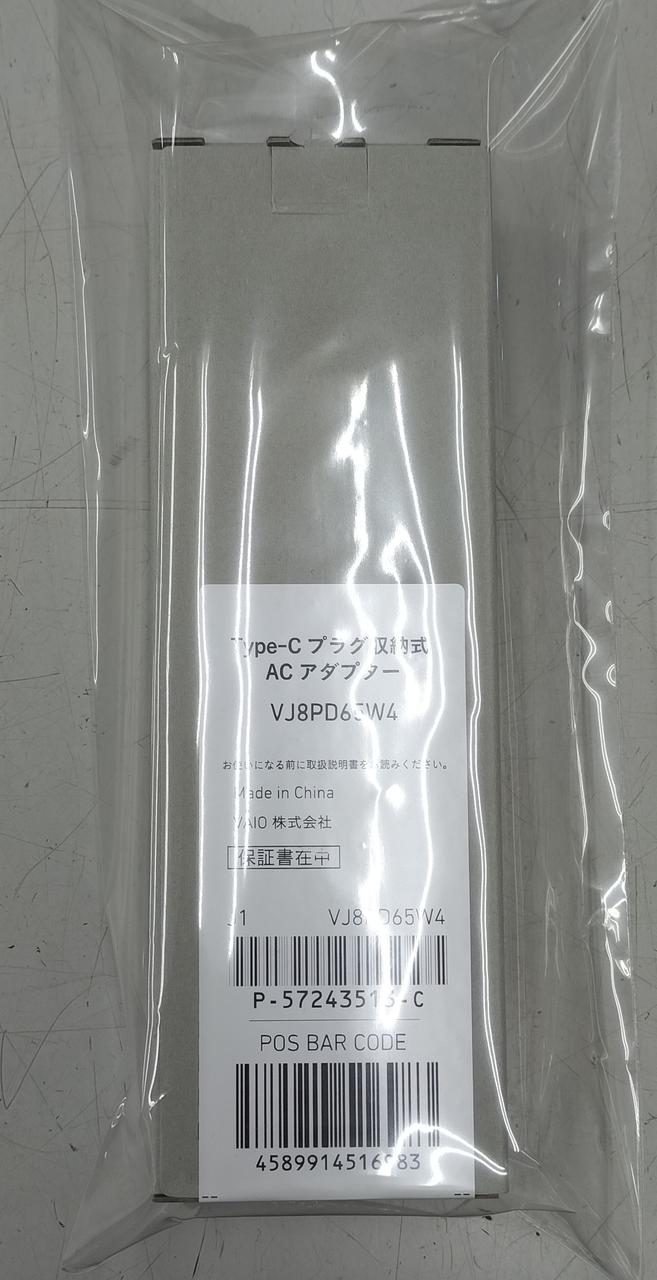 Type-C プラグ収納式
AC アダプター
VJ8PD65W4
お使いになる前に取扱説明書をお読みください。
Made in China
VAIO 株式会社
保証書在中
VJ8PD65W4
POS BAR CODE